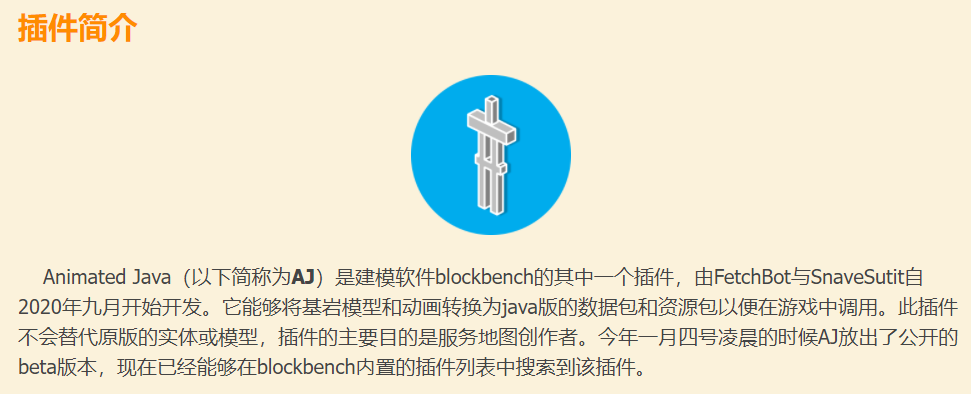 插件简介
Animated Java（以下简称为AJ）是建模软件blockbench的其中一个插件，由FetchBot与SnaveSutit自
2020年九月开始开发。它能够将基岩模型和动画转换为java版的数据包和资源包以便在游戏中调用。此插件
不会替代原版的实体或模型，插件的主要目的是服务地图创作者。今年一月四号凌晨的时候AJ放出了公开的
beta版本，现在已经能够在blockbench内置的插件列表中搜索到该插件。